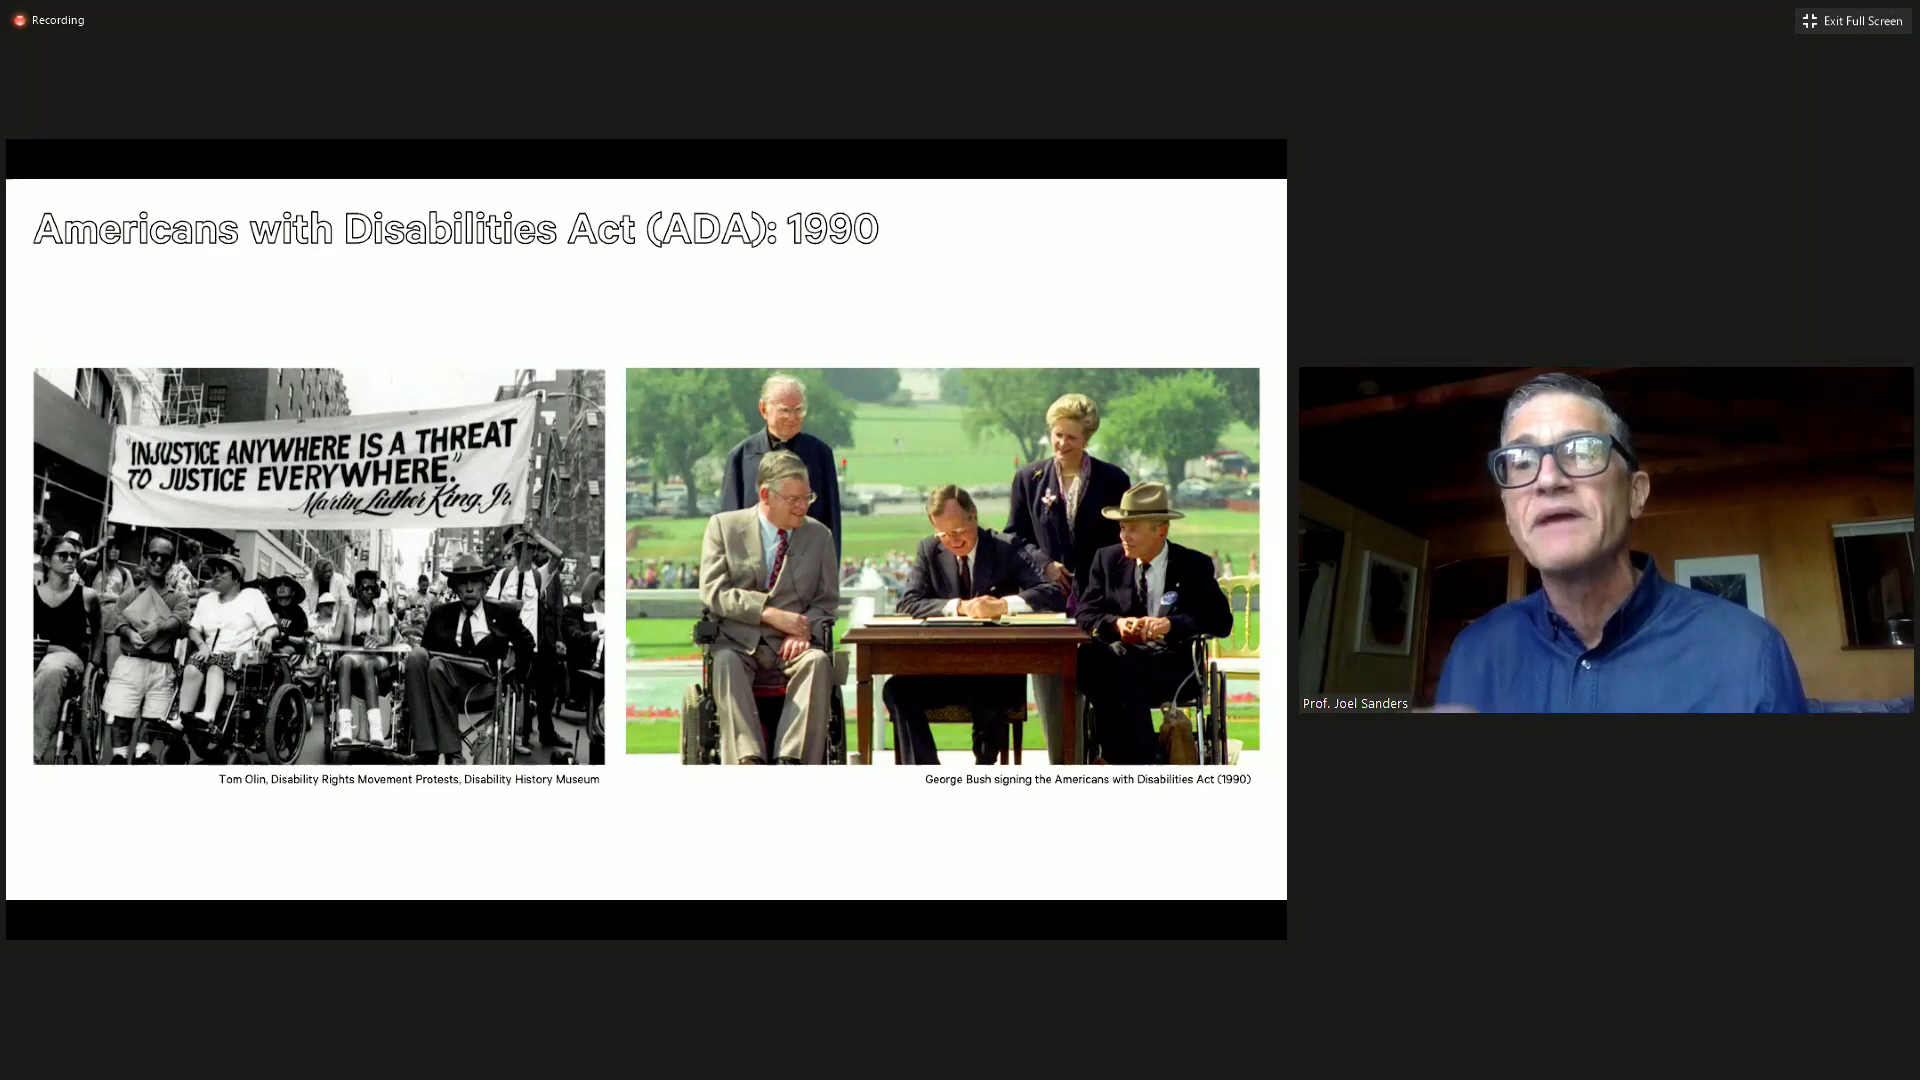 Recording
Exit Full Screen
Americans with Disabilities Act (ADA): 1990
"INJUSTICE ANYWHERE IS A THREAT
TO JUSTICE EVERYWHERE."
Martin Luther King, Jr.
Tom Olin, Disability Rights Movement Protests, Disability History Museum
George Bush signing the Americans with Disabilities Act (1990)
Prof. Joel Sanders